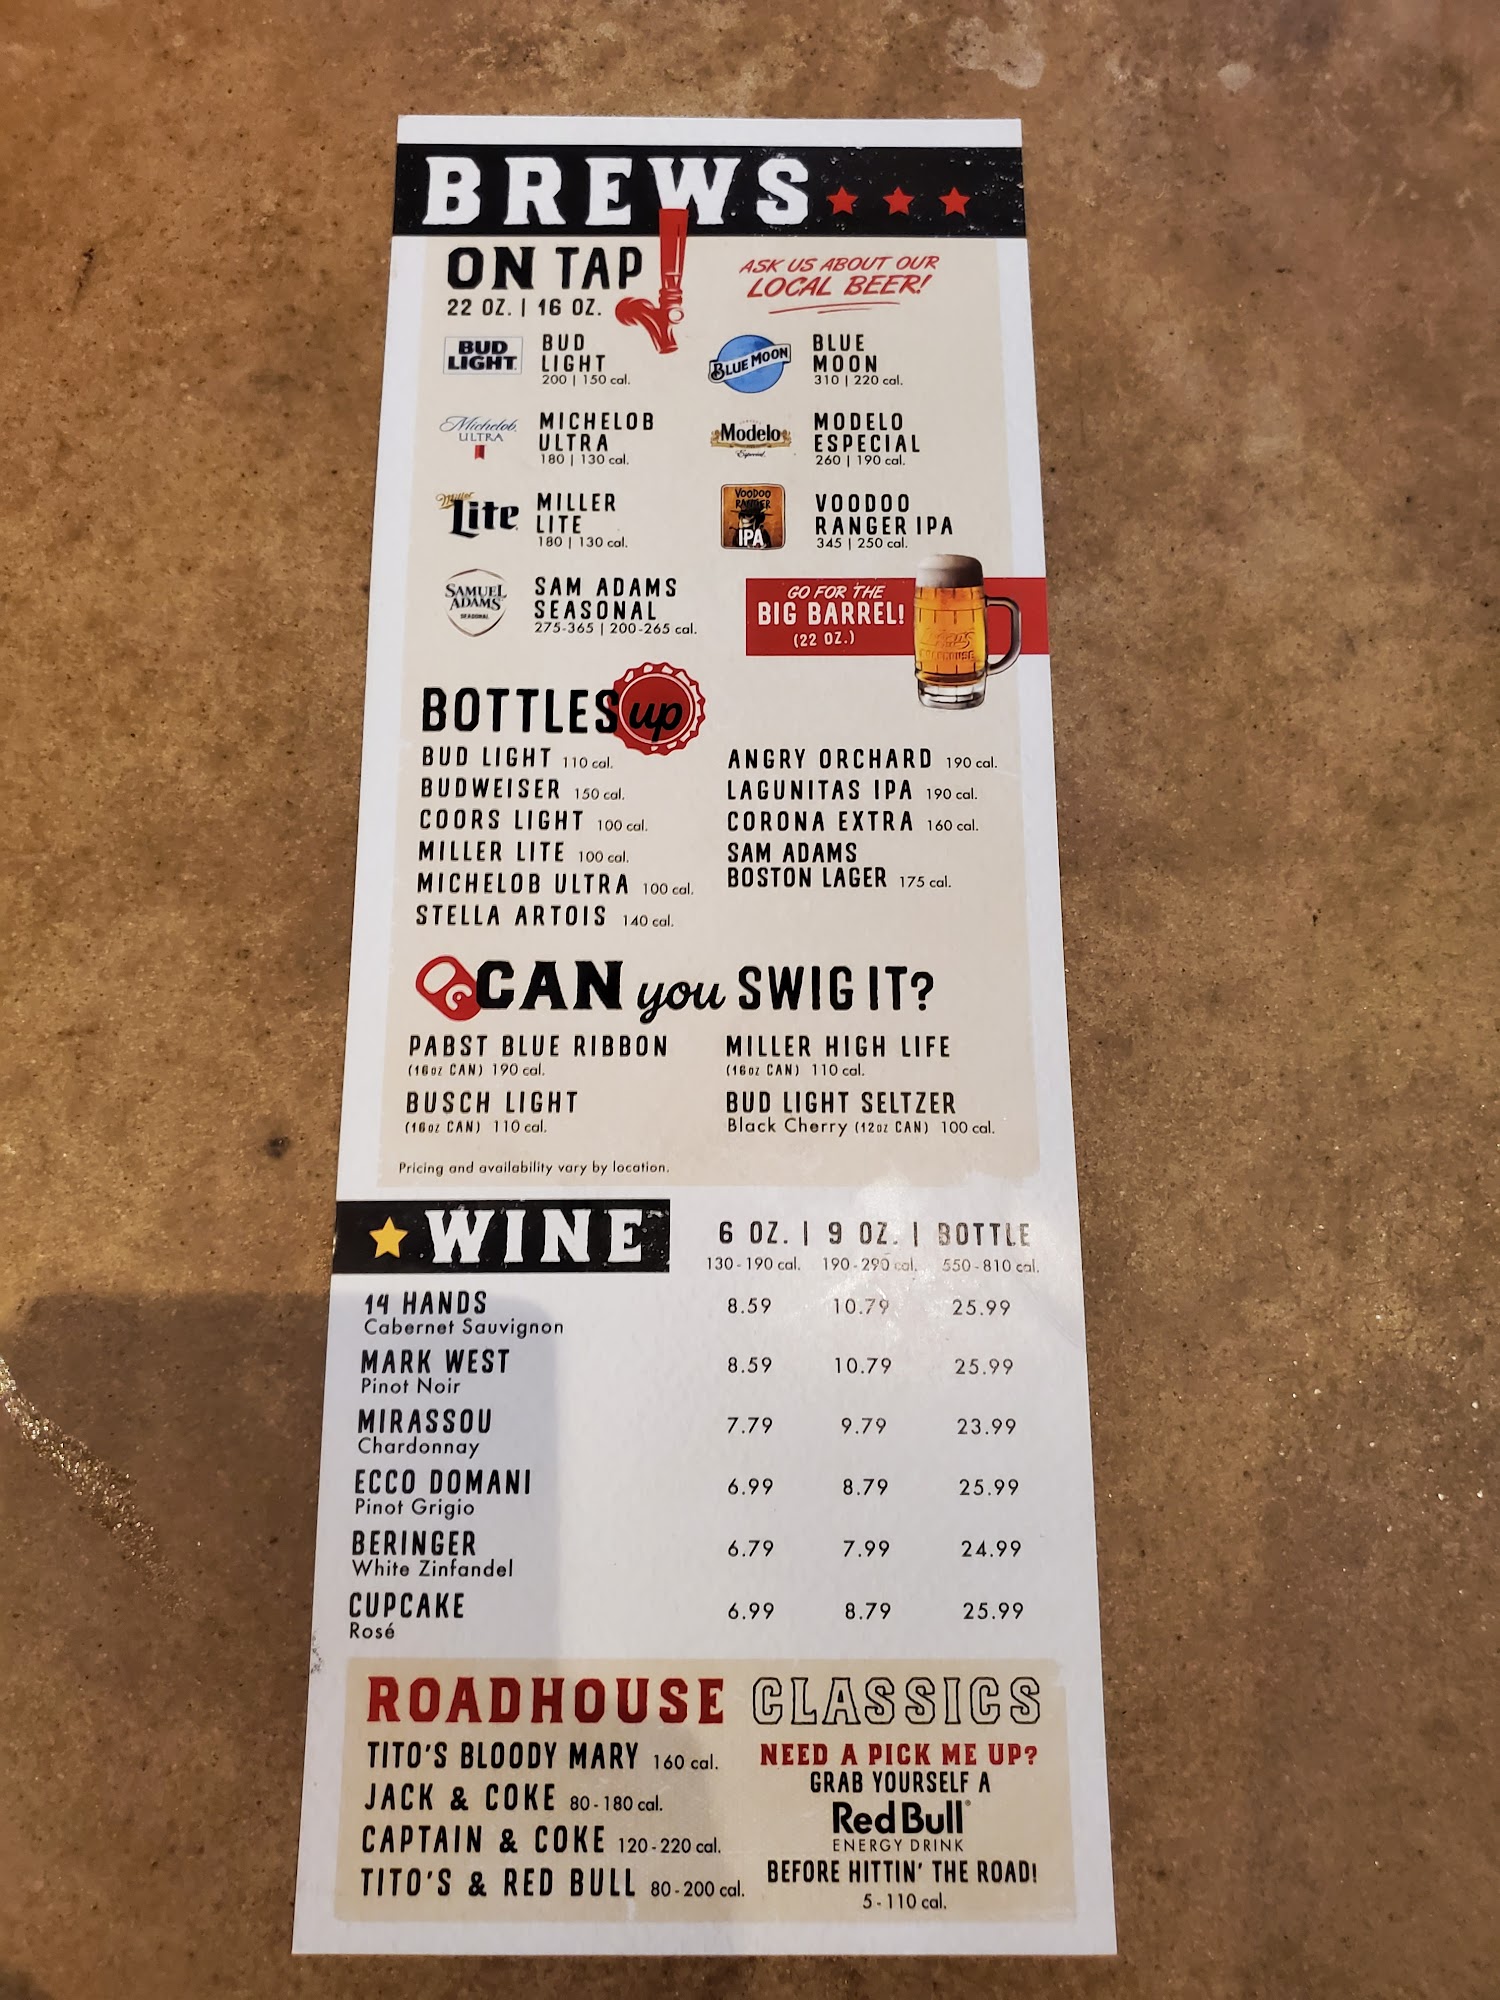 BREWS
ON TAP
22 OZ. | 16 OZ.
ASK US ABOUT OUR
LOCAL BEER!
BUD
LIGHT
BUD
LIGHT
200 | 150 cal.
BLUE MOON
BLUE
MOON
310 | 220 cal.
Michelob
ULTRA
MICHELOB
ULTRA
180 | 130 cal.
Modelo
Especial
MODELO
ESPECIAL
260 | 190 cal.
Miller
Lite
MILLER
LITE
180 | 130 cal.
VOODOO
RANGER
IPA
VOODOO
RANGER IPA
345 | 250 cal.
SAMUEL
ADAMS
SEASONAL
SAM ADAMS
SEASONAL
275-365 | 200-265 cal.
GO FOR THE
BIG BARREL!
(22 OZ.)
BOTTLES up
BUD LIGHT 110 cal.
BUDWEISER 150 cal.
COORS LIGHT 100 cal.
MILLER LITE 100 cal.
MICHELOB ULTRA 100 cal.
STELLA ARTOIS 140 cal.
ANGRY ORCHARD 190 cal.
LAGUNITAS IPA 190 cal.
CORONA EXTRA 160 cal.
SAM ADAMS
BOSTON LAGER 175 cal.
CAN you SWIG IT?
PABST BLUE RIBBON
(16oz CAN) 190 cal.
BUSCH LIGHT
(16oz CAN) 110 cal.
MILLER HIGH LIFE
(16oz CAN) 110 cal.
BUD LIGHT SELTZER
Black Cherry (12oz CAN) 100 cal.
Pricing and availability vary by location.
WINE 6 OZ. | 9 OZ. | BOTTLE
130-190 cal. 190-290 cal. 550-810 cal.
14 HANDS 8.59 10.79 25.99
Cabernet Sauvignon
MARK WEST 8.59 10.79 25.99
Pinot Noir
MIRASSOU 7.79 9.79 23.99
Chardonnay
ECCO DOMANI 6.99 8.79 25.99
Pinot Grigio
BERINGER 6.79 7.99 24.99
White Zinfandel
CUPCAKE 6.99 8.79 25.99
Rosé
ROADHOUSE CLASSICS
TITO'S BLOODY MARY 160 cal.
JACK & COKE 80-180 cal.
CAPTAIN & COKE 120-220 cal.
TITO'S & RED BULL 80-200 cal.
NEED A PICK ME UP?
GRAB YOURSELF A
Red Bull®
ENERGY DRINK
BEFORE HITTIN' THE ROAD!
5-110 cal.